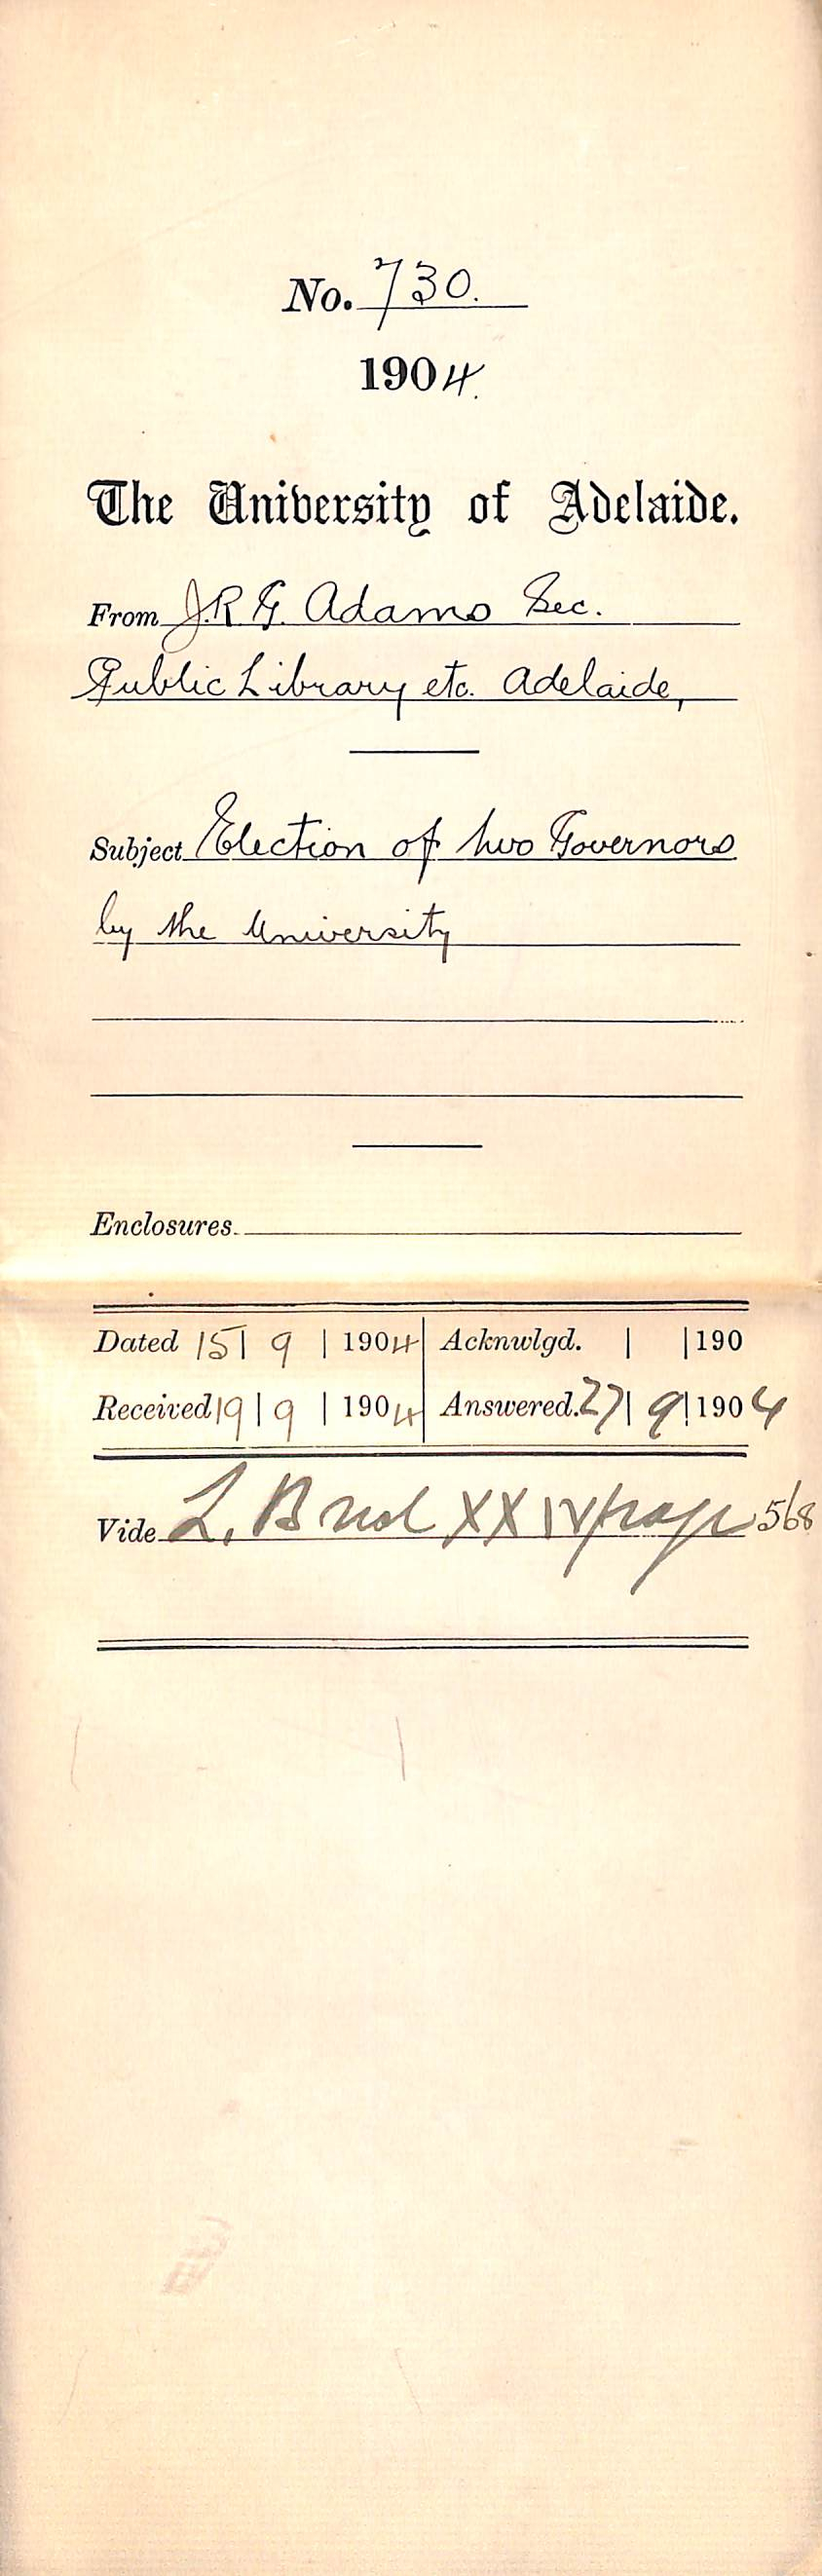 No. 730.
1904.
The University of Adelaide.
From J.R.G. Adams Sec.
Public Library etc. Adelaide,
Subject Election of two Governors
by the University
Enclosures
Dated 15 | 9 | 1904 Acknwlgd. | | 190
Received 19 | 9 | 1904 Answered. 27 | 9 | 1904
Vide L. B vol XXIV page 568